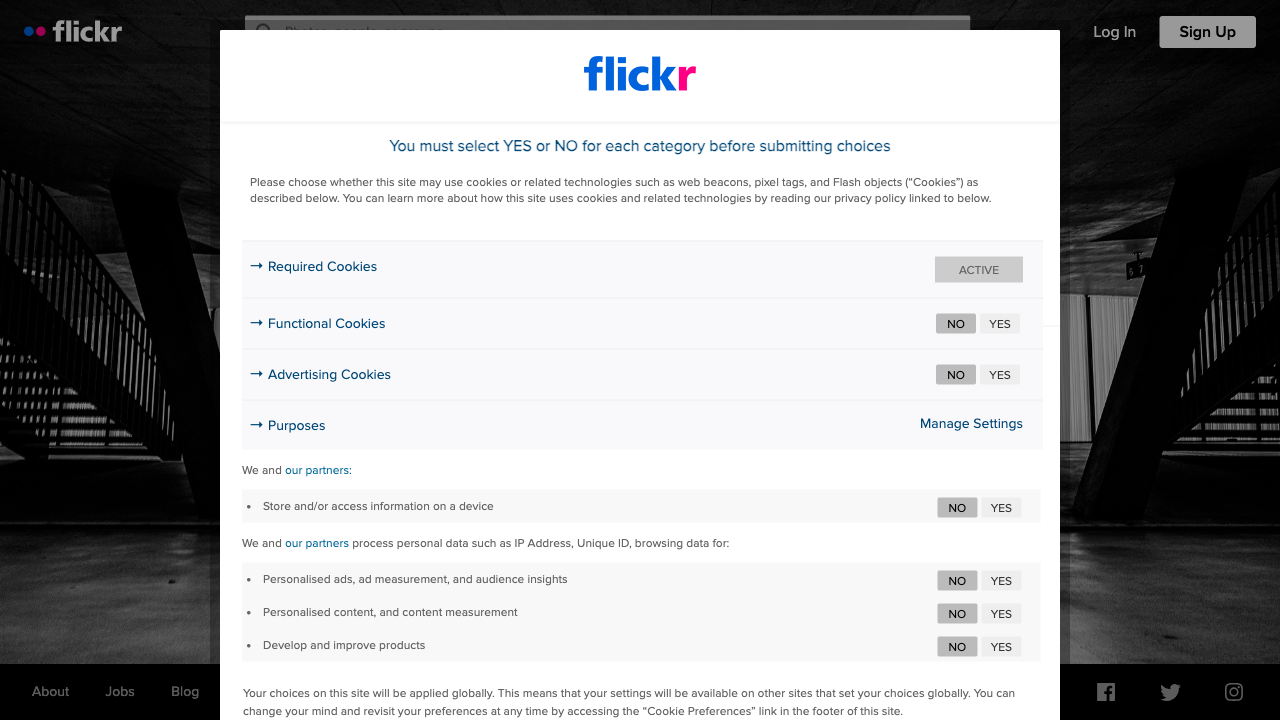 flickr
Log In
Sign Up
flickr
You must select YES or NO for each category before submitting choices
Please choose whether this site may use cookies or related technologies such as web beacons, pixel tags, and Flash objects (“Cookies”) as
described below. You can learn more about how this site uses cookies and related technologies by reading our privacy policy linked to below.
→ Required Cookies ACTIVE
→ Functional Cookies NO YES
→ Advertising Cookies NO YES
→ Purposes Manage Settings
We and our partners:
• Store and/or access information on a device NO YES
We and our partners process personal data such as IP Address, Unique ID, browsing data for:
• Personalised ads, ad measurement, and audience insights NO YES
• Personalised content, and content measurement NO YES
• Develop and improve products NO YES
Your choices on this site will be applied globally. This means that your settings will be available on other sites that set your choices globally. You can
change your mind and revisit your preferences at any time by accessing the “Cookie Preferences” link in the footer of this site.
About Jobs Blog